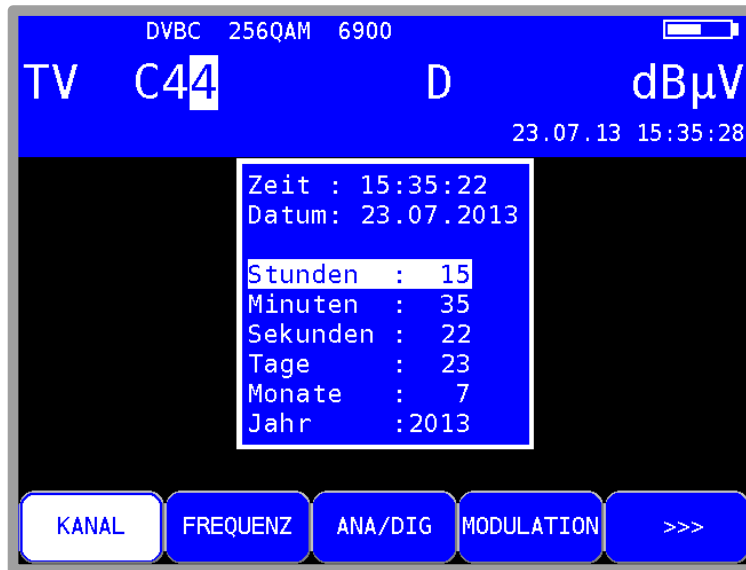 DVBC 256QAM 6900
TV C44 D dBµV
23.07.13 15:35:28
Zeit : 15:35:22
Datum: 23.07.2013
Stunden : 15
Minuten : 35
Sekunden : 22
Tage : 23
Monate : 7
Jahr :2013
KANAL FREQUENZ ANA/DIG MODULATION >>>